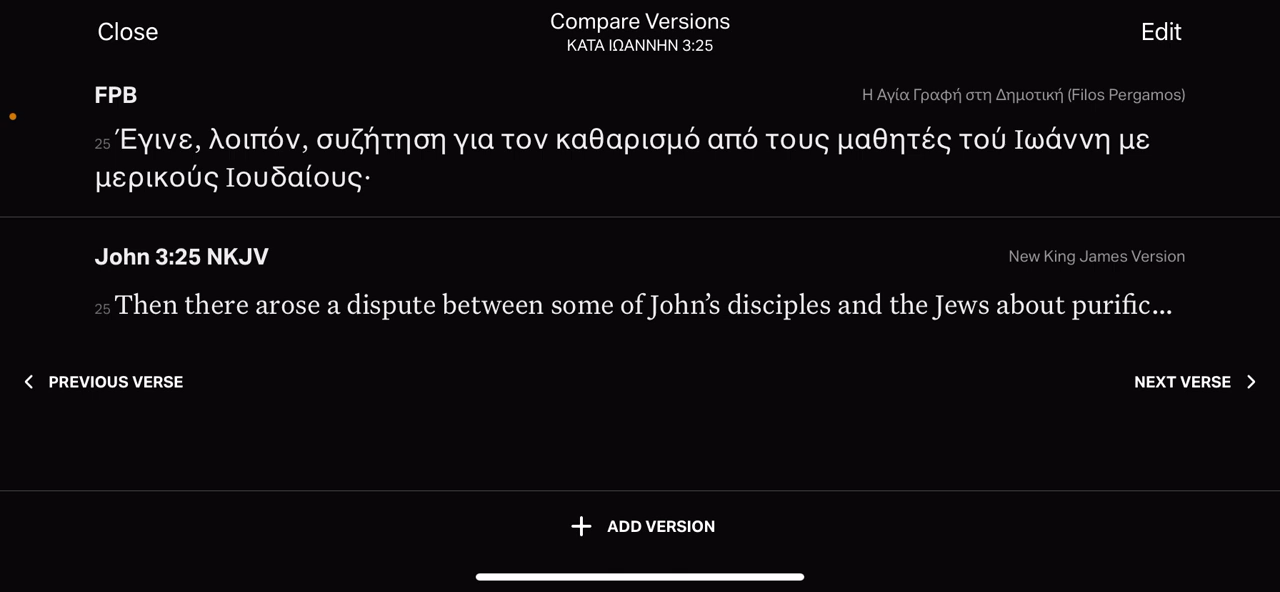 Close
Compare Versions
Edit
ΚΑΤΑ ΙΩΑΝΝΗΝ 3:25
FPB
Η Αγία Γραφή στη Δημοτική (Filos Pergamos)
25 Έγινε, λοιπόν, συζήτηση για τον καθαρισμό από τους μαθητές τού Ιωάννη με
μερικούς Ιουδαίους·
John 3:25 NKJV
New King James Version
25 Then there arose a dispute between some of John’s disciples and the Jews about purific...
PREVIOUS VERSE
NEXT VERSE
ADD VERSION